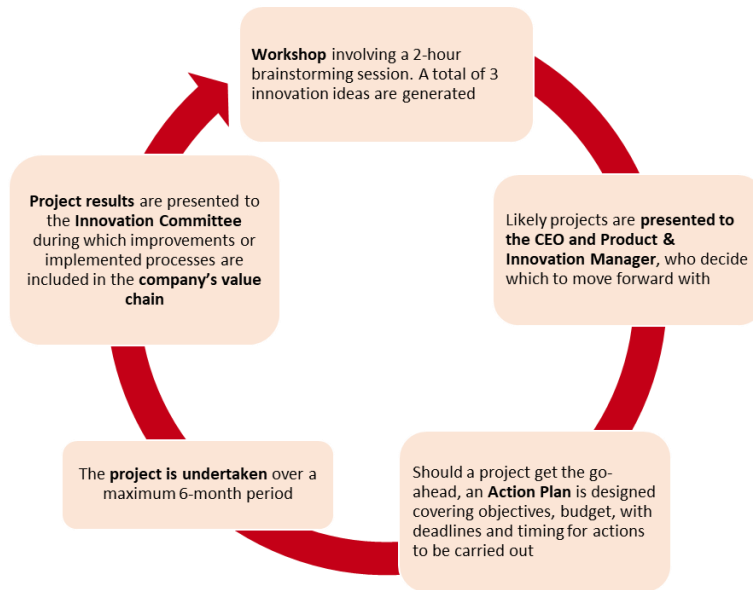 Workshop involving a 2-hour
brainstorming session. A total of 3
innovation ideas are generated
Likely projects are presented to
the CEO and Product &
Innovation Manager, who decide
which to move forward with
Should a project get the go-
ahead, an Action Plan is designed
covering objectives, budget, with
deadlines and timing for actions
to be carried out
The project is undertaken over a
maximum 6-month period
Project results are presented to
the Innovation Committee
during which improvements or
implemented processes are
included in the company's value
chain